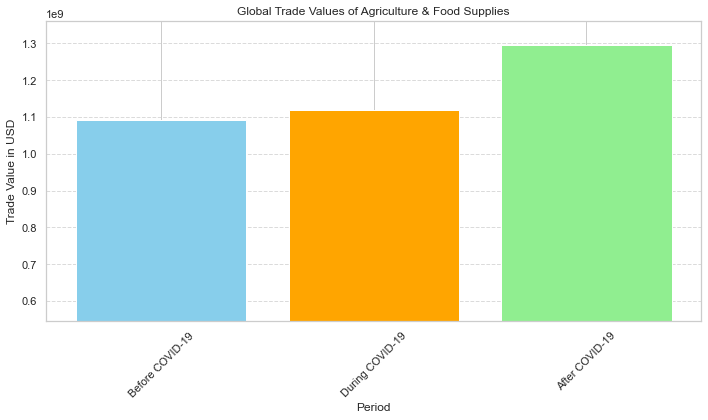 Global Trade Values of Agriculture & Food Supplies
1e9
1.3
1.2
1.1
1.0
0.9
0.8
0.7
0.6
Trade Value in USD
Before COVID-19
During COVID-19
After COVID-19
Period